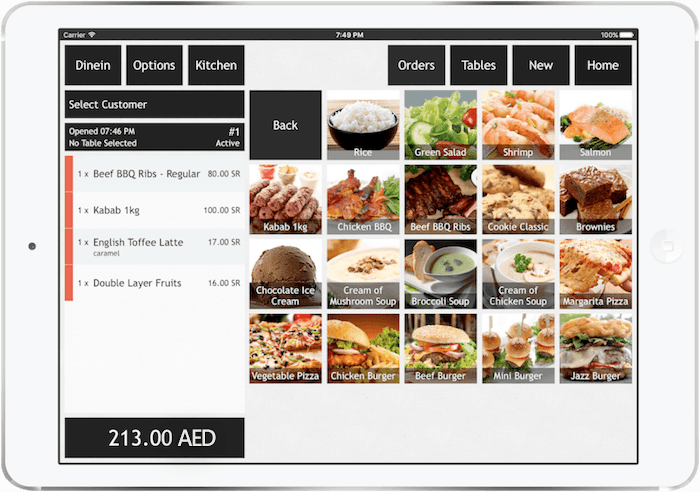 Carrier
7:49 PM
100%
Dinein
Options
Kitchen
Orders
Tables
New
Home
Select Customer
Opened 07:46 PM
#1
No Table Selected
Active
1 x Beef BBQ Ribs - Regular 80.00 SR
1 x Kabab 1kg 100.00 SR
1 x English Toffee Latte 17.00 SR
caramel
1 x Double Layer Fruits 16.00 SR
213.00 AED
Back
Rice
Green Salad
Shrimp
Salmon
Kabab 1kg
Chicken BBQ
Beef BBQ Ribs
Cookie Classic
Brownies
Chocolate Ice
Cream
Cream of
Mushroom Soup
Broccoli Soup
Cream of
Chicken Soup
Margarita Pizza
Vegetable Pizza
Chicken Burger
Beef Burger
Mini Burger
Jazz Burger